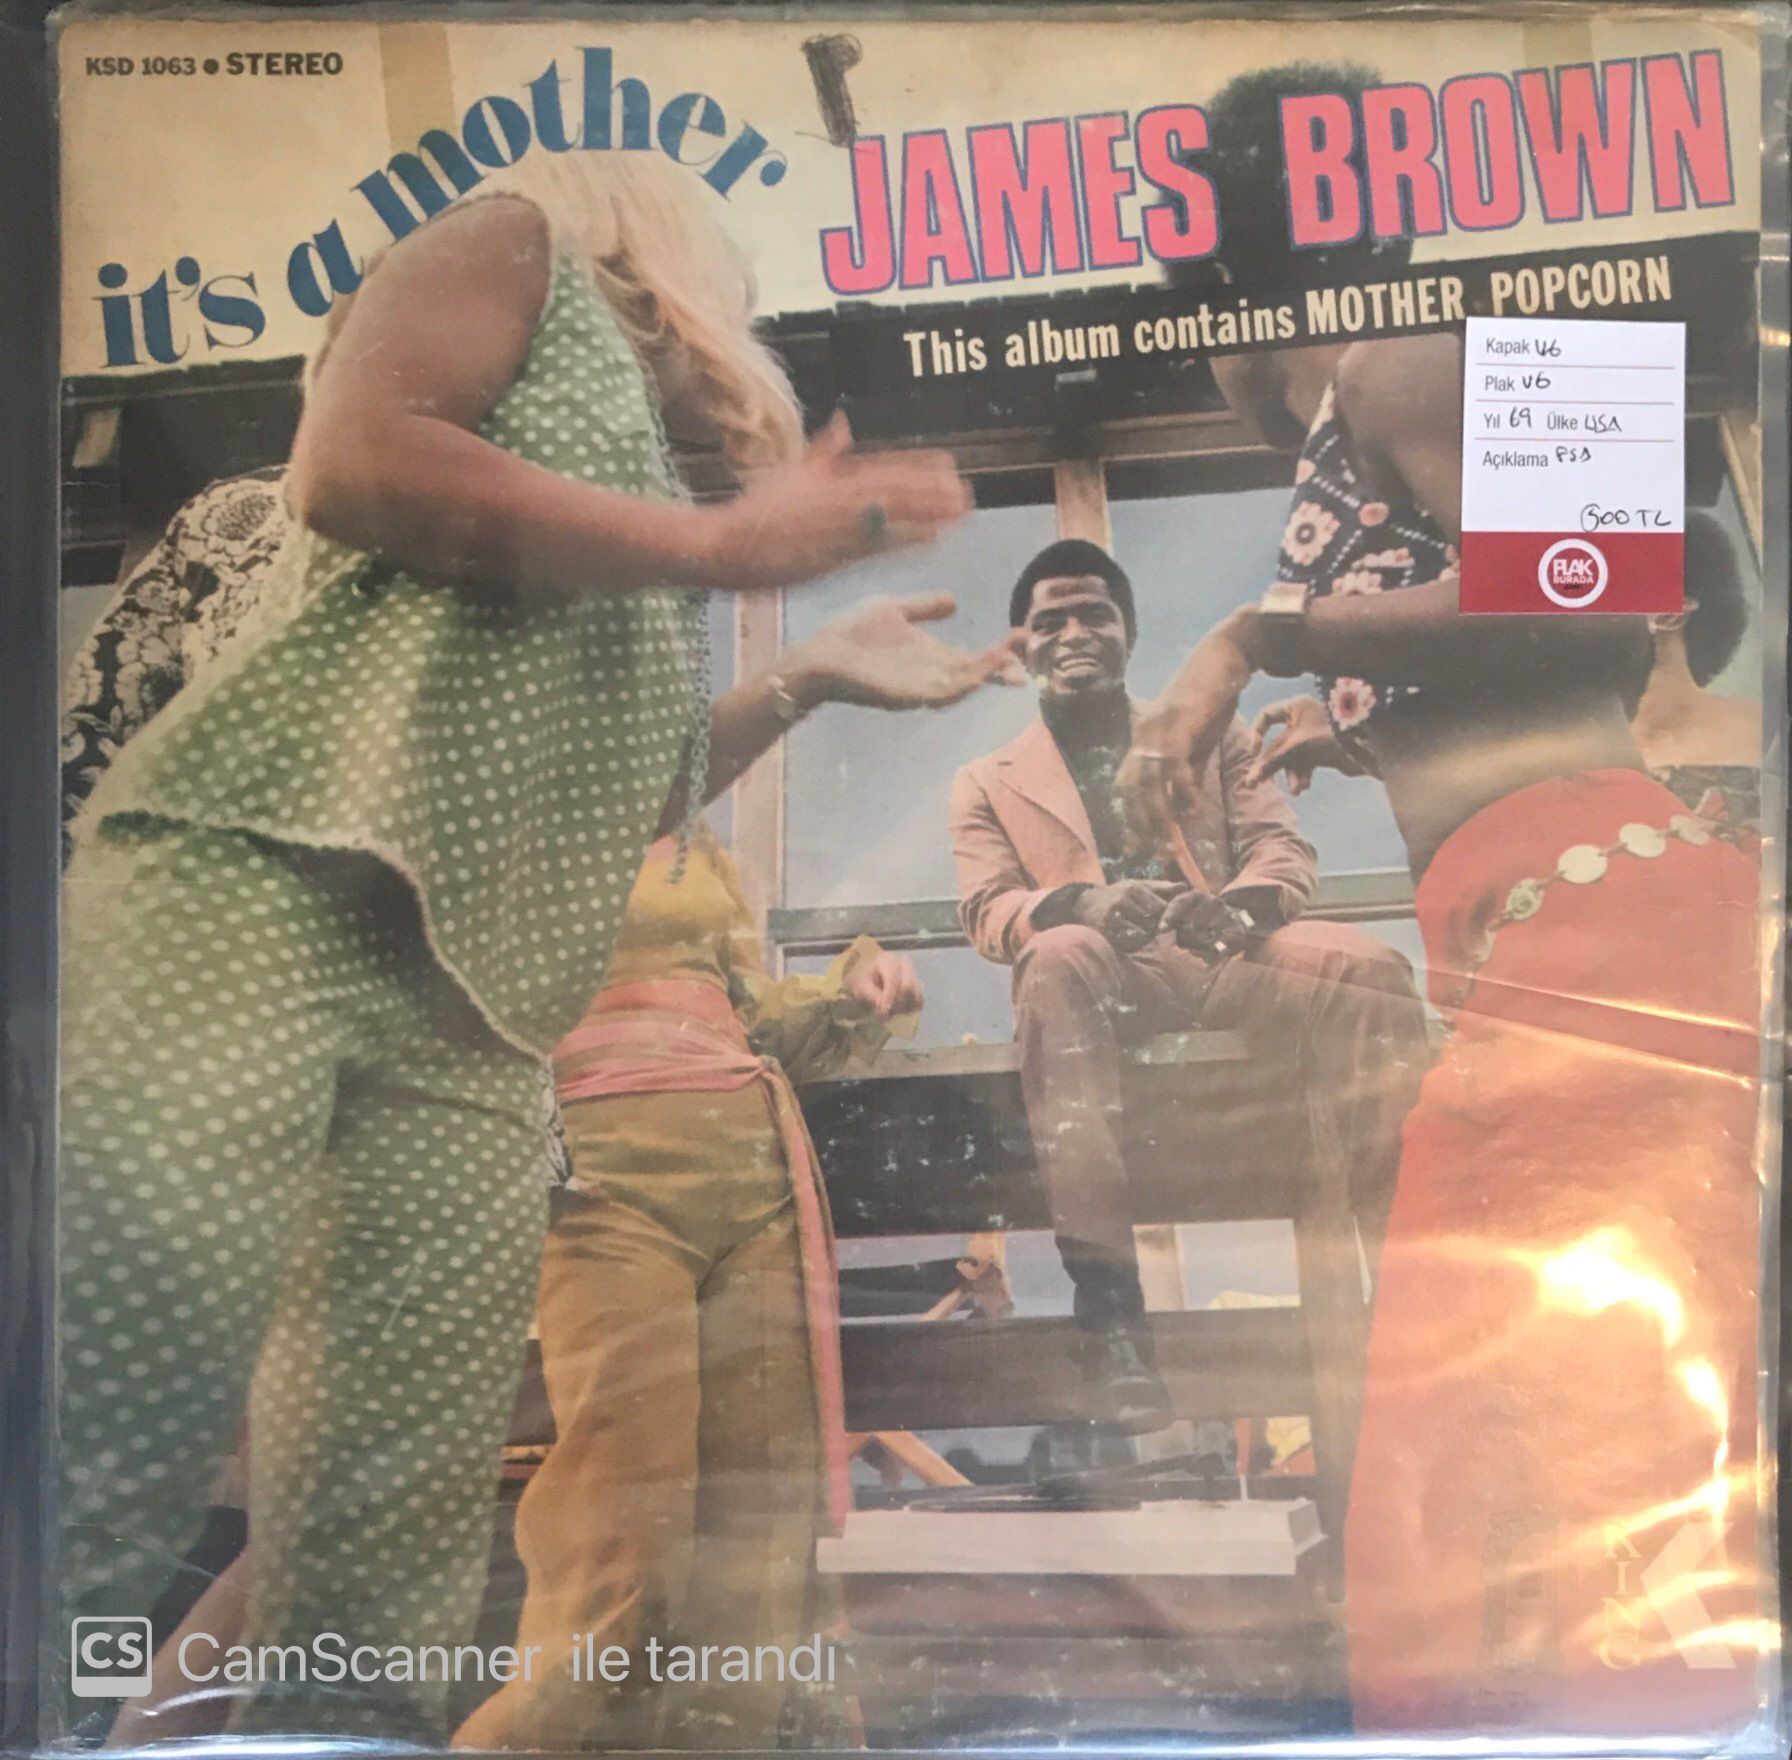 KSD 1063 ● STEREO
it's a mother
JAMES BROWN
This album contains MOTHER POPCORN
Kapak VG
Plak VG
Yıl 69 Ülke USA
Açıklama
300 TL
PLAK
BURADA
KING
CS CamScanner ile tarandı